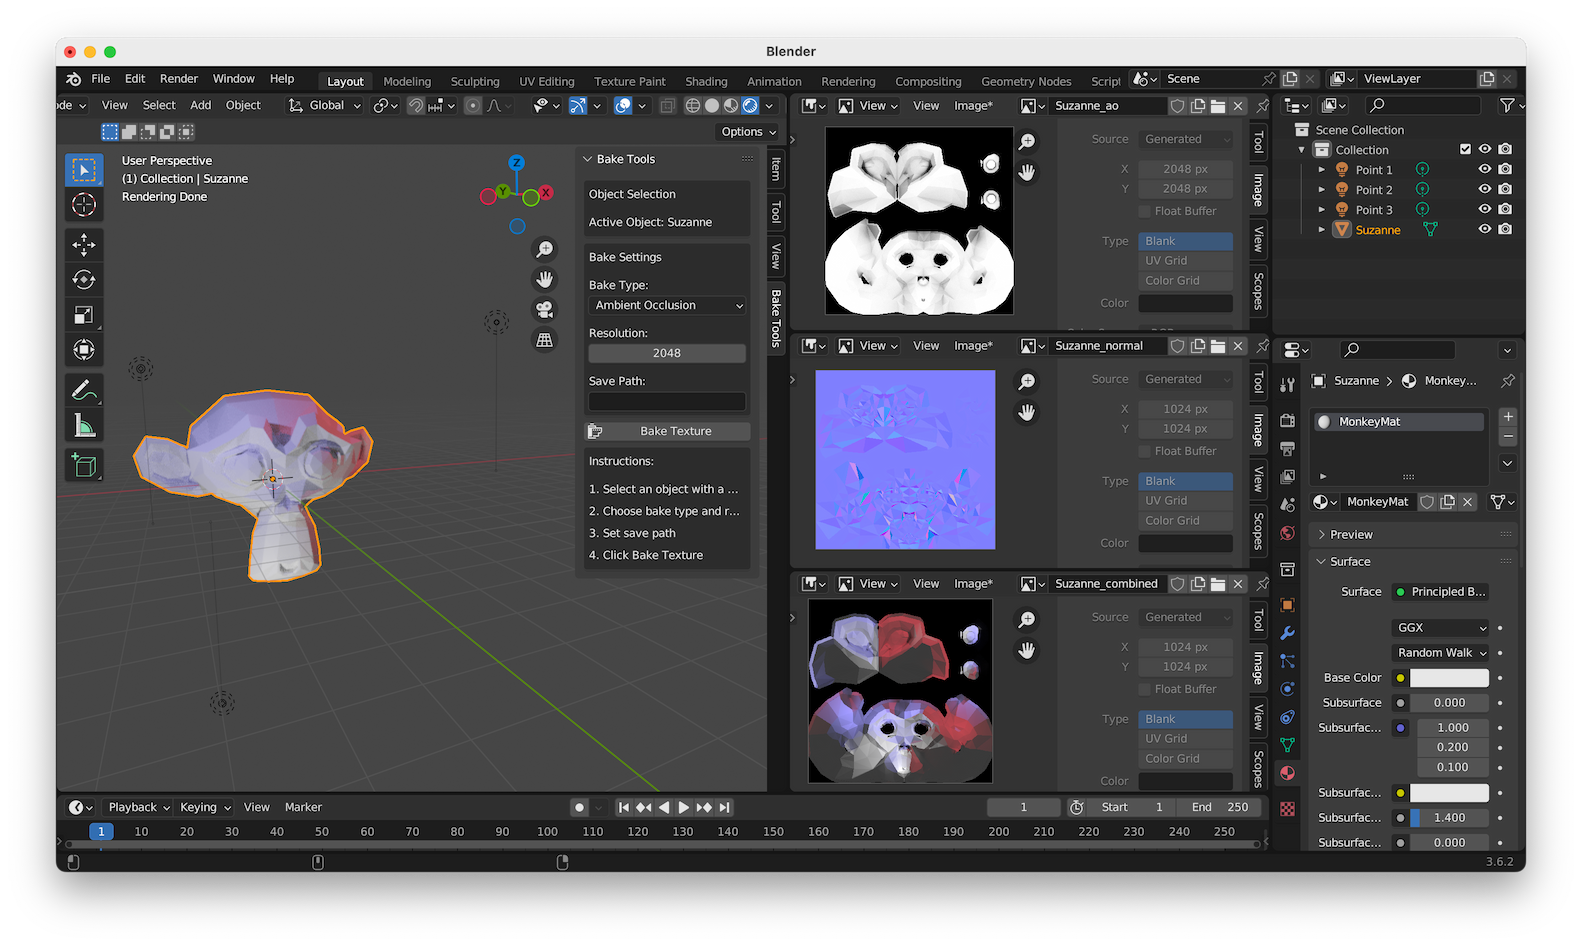 Blender
File Edit Render Window Help Layout Modeling Sculpting UV Editing Texture Paint Shading Animation Rendering Compositing Geometry Nodes Script Scene ViewLayer
ode View Select Add Object Global
Options
User Perspective
(1) Collection | Suzanne
Rendering Done
Z
Y
X
Bake Tools
Object Selection
Active Object: Suzanne
Bake Settings
Bake Type:
Ambient Occlusion
Resolution:
2048
Save Path:
Bake Texture
Instructions:
1. Select an object with a ...
2. Choose bake type and r...
3. Set save path
4. Click Bake Texture
Item
Tool
View
Bake Tools
View View Image* Suzanne_ao
Source Generated
X 2048 px
Y 2048 px
Float Buffer
Type Blank
UV Grid
Color Grid
Color
Tool
Image
View
Scopes
View View Image* Suzanne_normal
Source Generated
X 1024 px
Y 1024 px
Float Buffer
Type Blank
UV Grid
Color Grid
Color
Tool
Image
View
Scopes
View View Image* Suzanne_combined
Source Generated
X 1024 px
Y 1024 px
Float Buffer
Type Blank
UV Grid
Color Grid
Color
Tool
Image
View
Scopes
Scene Collection
Collection
Point 1
Point 2
Point 3
Suzanne
Suzanne Monkey...
MonkeyMat
MonkeyMat
Preview
Surface
Surface Principled B...
GGX
Random Walk
Base Color
Subsurface 0.000
Subsurfac... 1.000
0.200
0.100
Subsurfac...
Subsurfac... 1.400
Subsurfac... 0.000
Playback Keying View Marker 1 Start 1 End 250
1 10 20 30 40 50 60 70 80 90 100 110 120 130 140 150 160 170 180 190 200 210 220 230 240 250
3.6.2